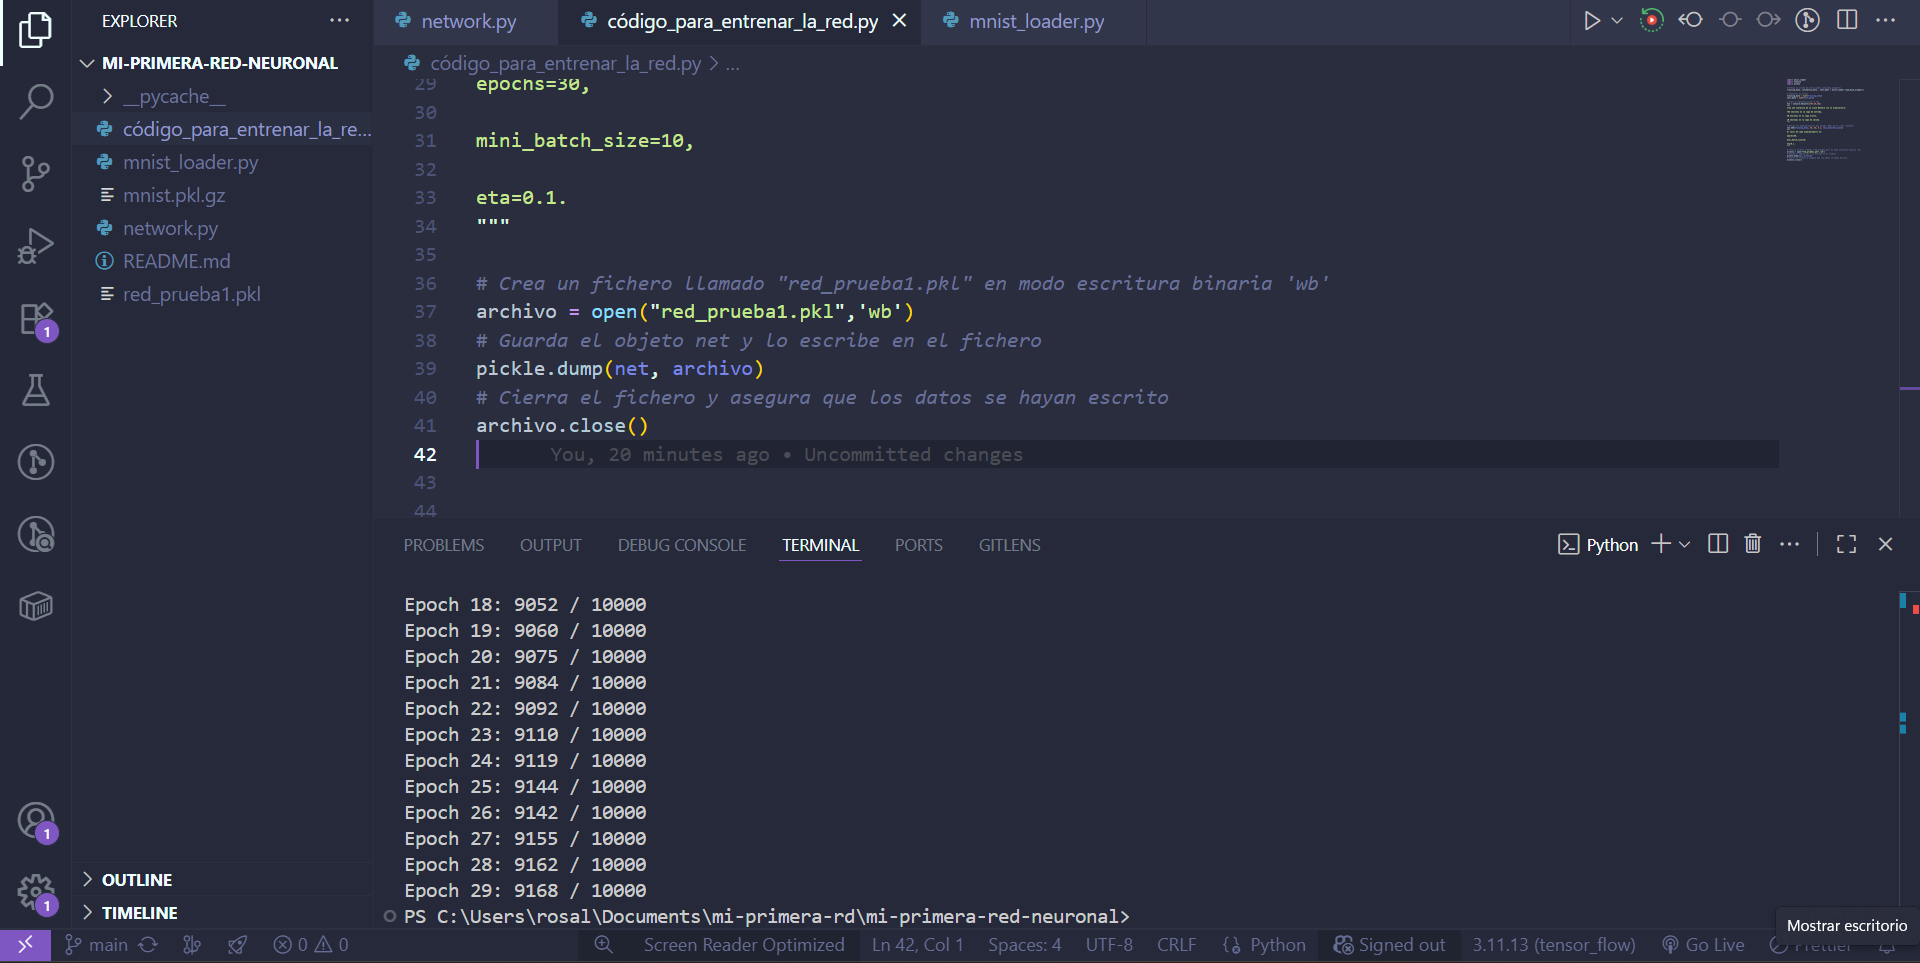 EXPLORER
MI-PRIMERA-RED-NEURONAL
__pycache__
código_para_entrenar_la_re...
mnist_loader.py
mnist.pkl.gz
network.py
README.md
red_prueba1.pkl
OUTLINE
TIMELINE
1
1
1
network.py
código_para_entrenar_la_red.py
mnist_loader.py
código_para_entrenar_la_red.py > ...
29 epochs=30,
30
31 mini_batch_size=10,
32
33 eta=0.1.
34 """
35
36 # Crea un fichero llamado "red_prueba1.pkl" en modo escritura binaria 'wb'
37 archivo = open("red_prueba1.pkl",'wb')
38 # Guarda el objeto net y lo escribe en el fichero
39 pickle.dump(net, archivo)
40 # Cierra el fichero y asegura que los datos se hayan escrito
41 archivo.close()
42 You, 20 minutes ago • Uncommitted changes
43
44
PROBLEMS OUTPUT DEBUG CONSOLE TERMINAL PORTS GITLENS
Python
Epoch 18: 9052 / 10000
Epoch 19: 9060 / 10000
Epoch 20: 9075 / 10000
Epoch 21: 9084 / 10000
Epoch 22: 9092 / 10000
Epoch 23: 9110 / 10000
Epoch 24: 9119 / 10000
Epoch 25: 9144 / 10000
Epoch 26: 9142 / 10000
Epoch 27: 9155 / 10000
Epoch 28: 9162 / 10000
Epoch 29: 9168 / 10000
PS C:\Users\rosal\Documents\mi-primera-rd\mi-primera-red-neuronal>
Mostrar escritorio
main 0 0 Screen Reader Optimized Ln 42, Col 1 Spaces: 4 UTF-8 CRLF Python Signed out 3.11.13 (tensor_flow) Go Live Prettier